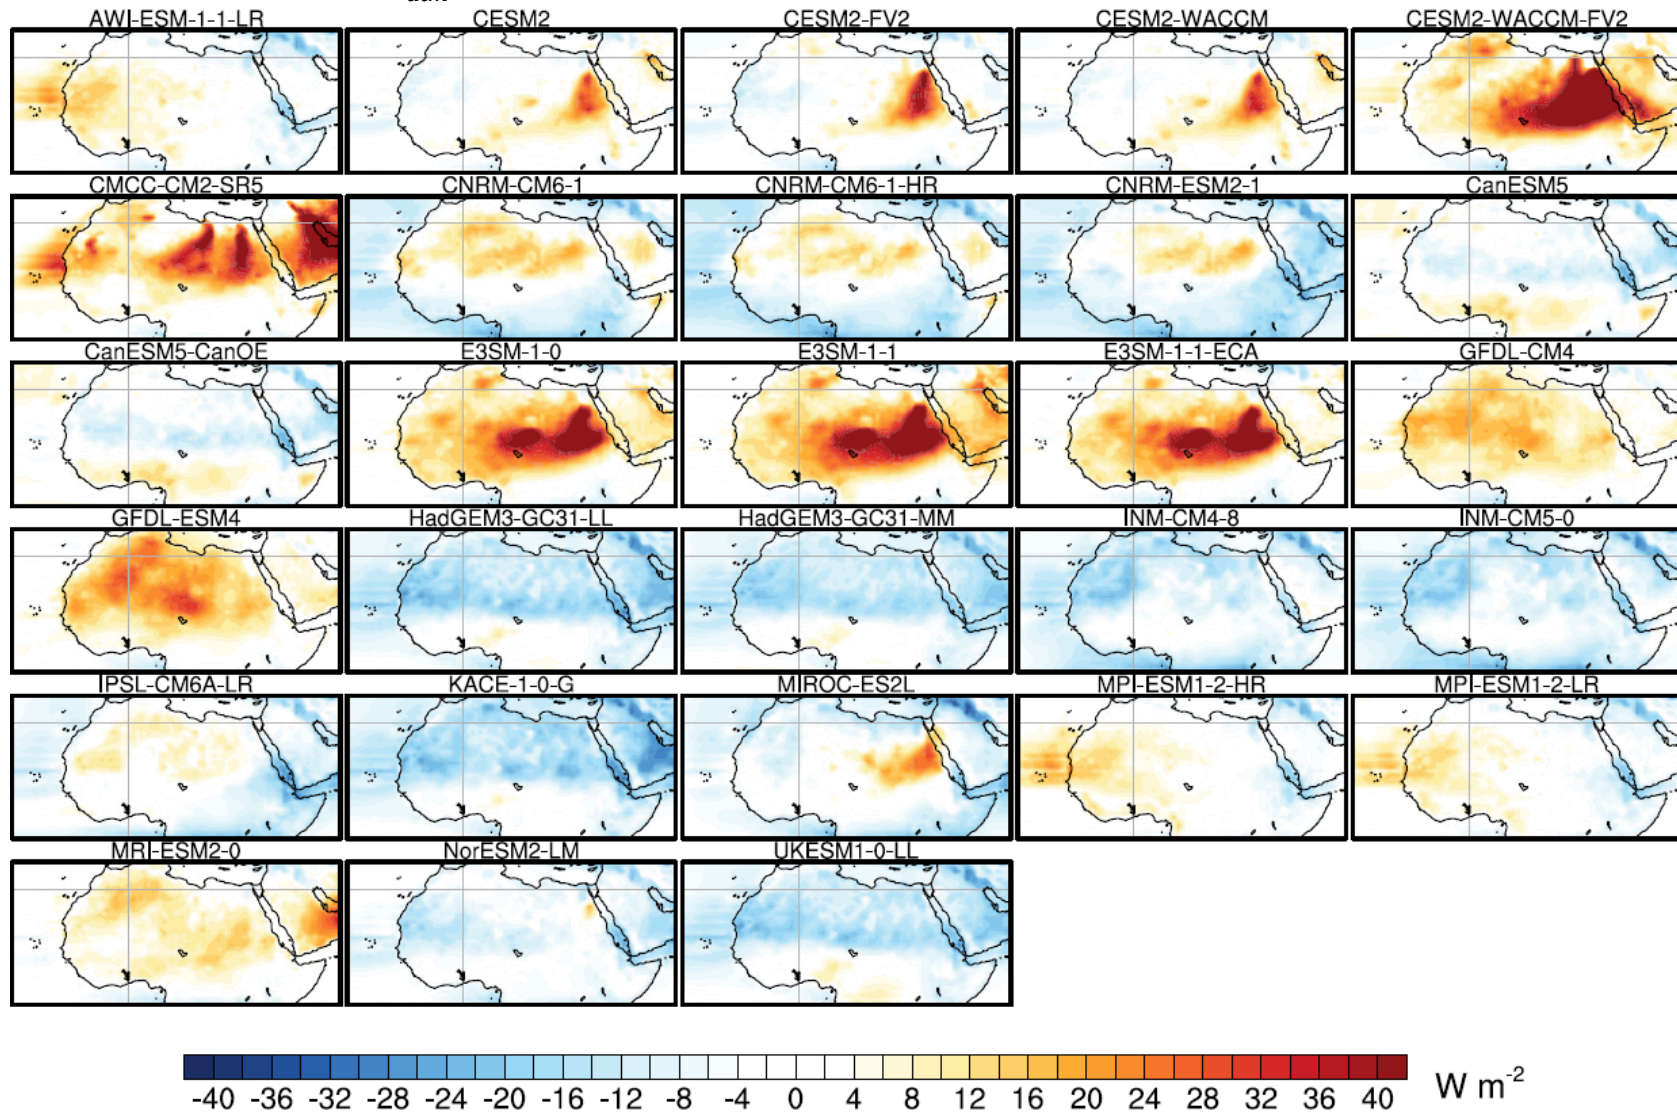 AWI-ESM-1-1-LR CESM2 CESM2-FV2 CESM2-WACCM CESM2-WACCM-FV2
CMCC-CM2-SR5 CNRM-CM6-1 CNRM-CM6-1-HR CNRM-ESM2-1 CanESM5
CanESM5-CanOE E3SM-1-0 E3SM-1-1 E3SM-1-1-ECA GFDL-CM4
GFDL-ESM4 HadGEM3-GC31-LL HadGEM3-GC31-MM INM-CM4-8 INM-CM5-0
IPSL-CM6A-LR KACE-1-0-G MIROC-ES2L MPI-ESM1-2-HR MPI-ESM1-2-LR
MRI-ESM2-0 NorESM2-LM UKESM1-0-LL
-40 -36 -32 -28 -24 -20 -16 -12 -8 -4 0 4 8 12 16 20 24 28 32 36 40 W m⁻²